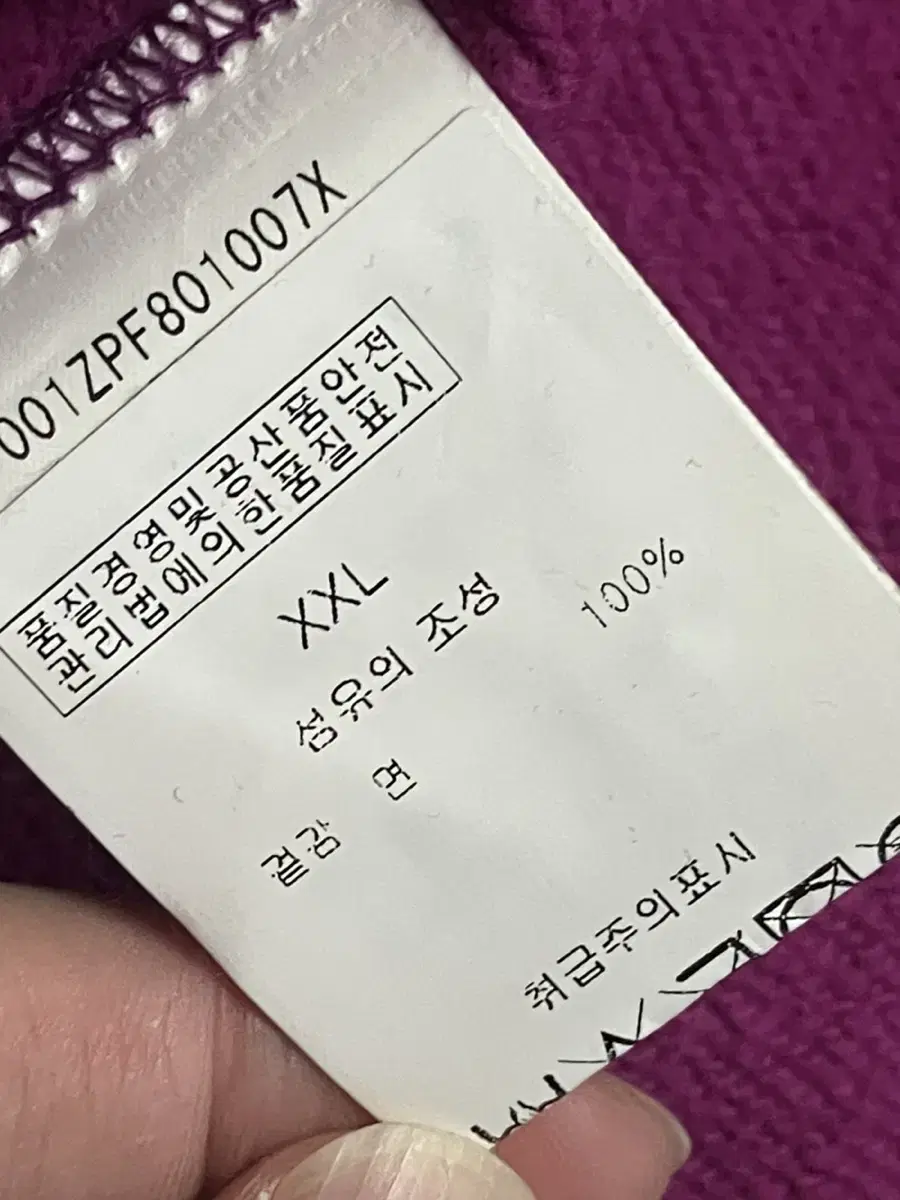 001ZPF801007X
품질경영및공산품안전
관리법에의한품질표시
XXL
섬유의 조성
겉감 면 100%
취급주의표시